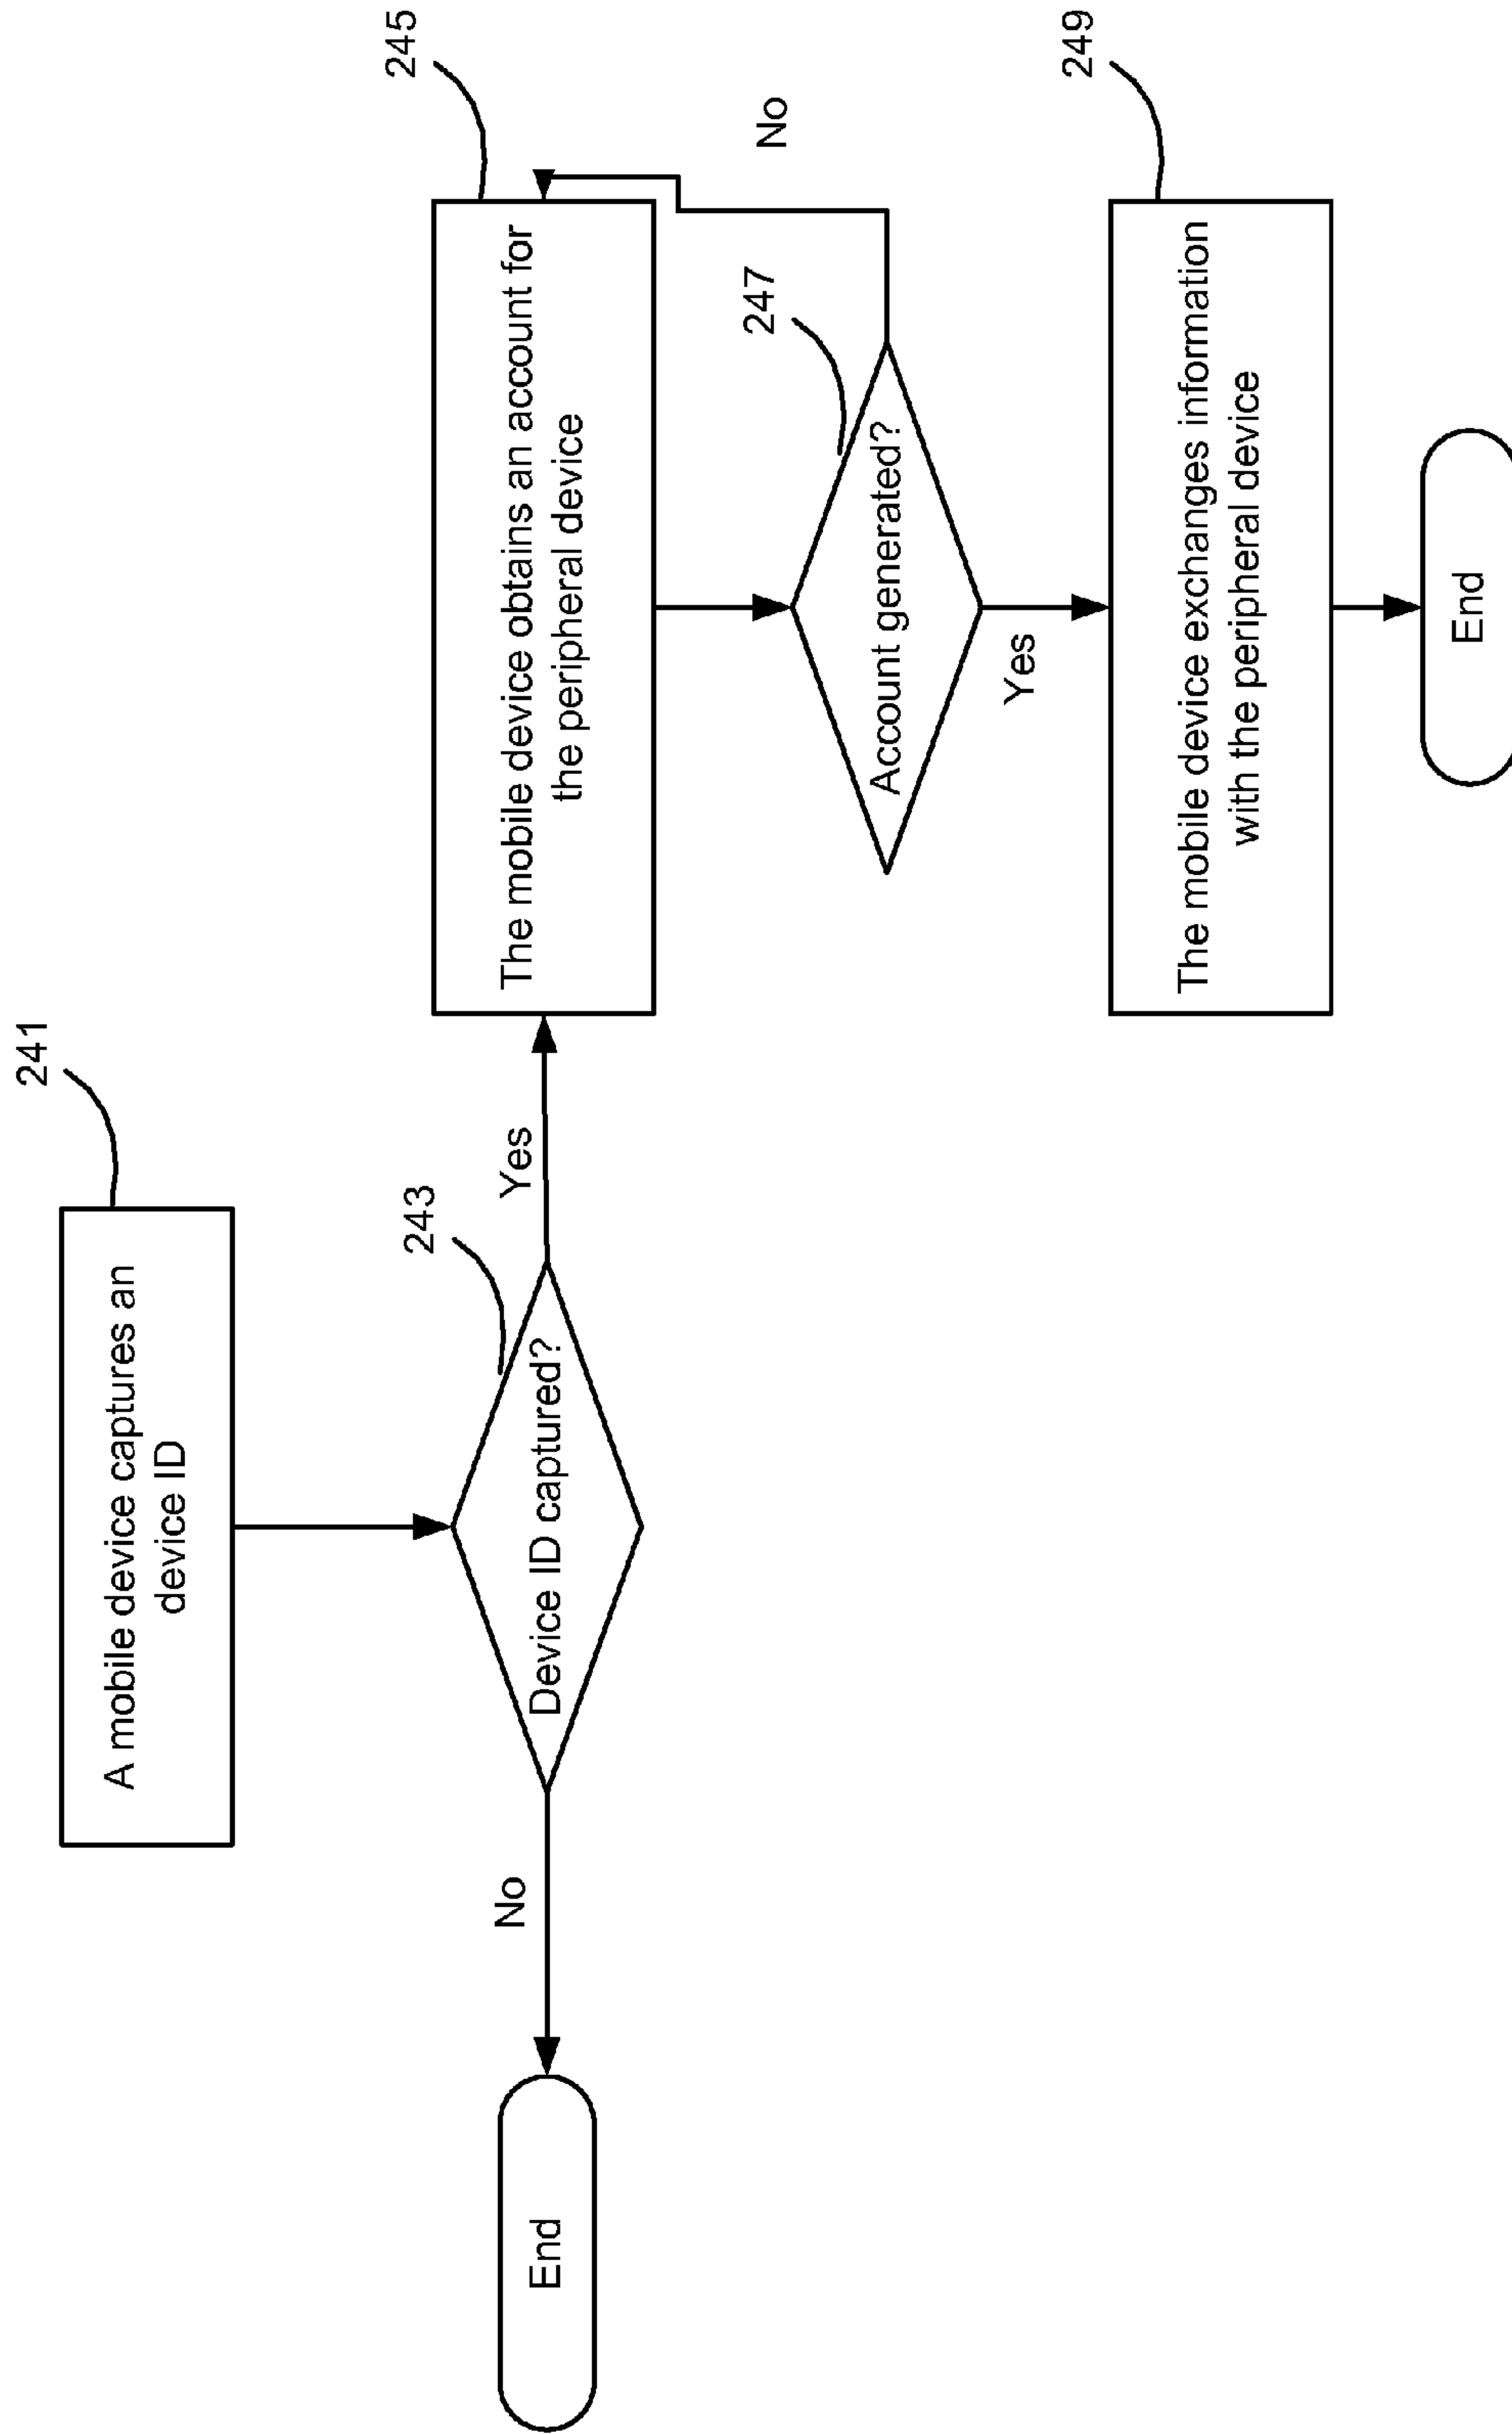 241
A mobile device captures an
device ID
243
Device ID captured?
No
End
Yes
245
The mobile device obtains an account for
the peripheral device
247
Account generated?
No
Yes
249
The mobile device exchanges information
with the peripheral device
End